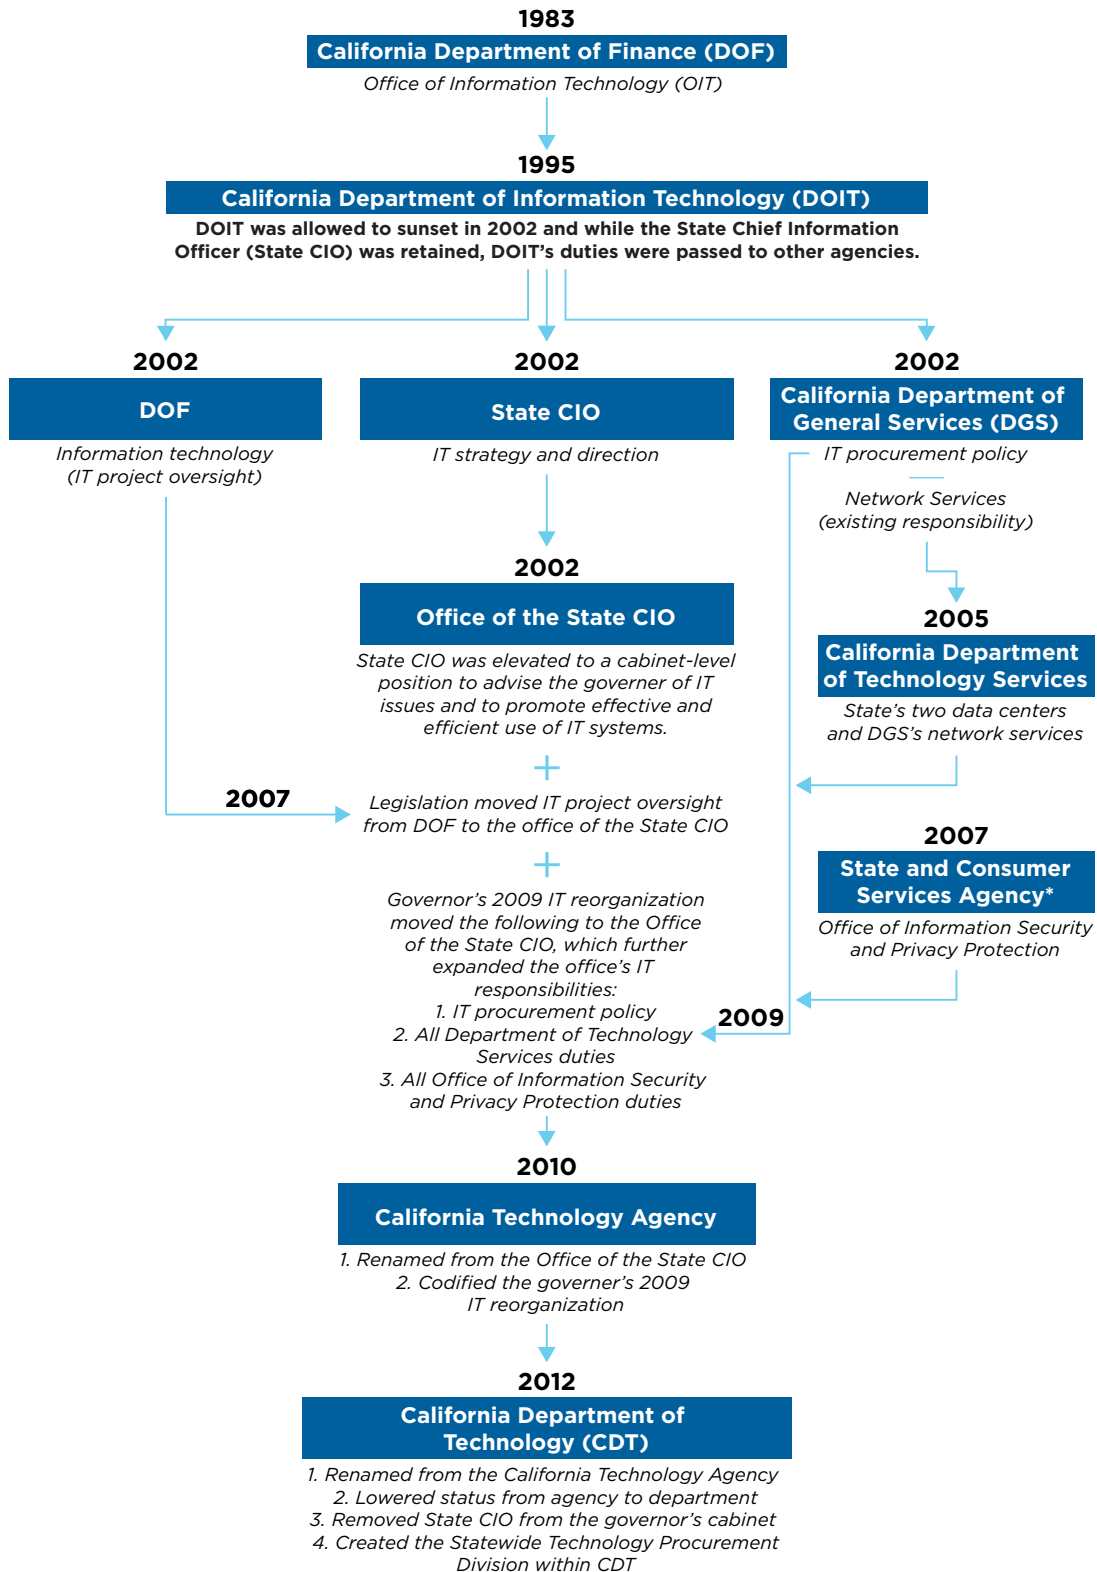 1983
California Department of Finance (DOF)
Office of Information Technology (OIT)
1995
California Department of Information Technology (DOIT)
DOIT was allowed to sunset in 2002 and while the State Chief Information
Officer (State CIO) was retained, DOIT's duties were passed to other agencies.
2002
DOF
Information technology
(IT project oversight)
2002
State CIO
IT strategy and direction
2002
California Department of
General Services (DGS)
IT procurement policy
Network Services
(existing responsibility)
2002
Office of the State CIO
State CIO was elevated to a cabinet-level
position to advise the governer of IT
issues and to promote effective and
efficient use of IT systems.
+
2007
Legislation moved IT project oversight
from DOF to the office of the State CIO
+
2005
California Department
of Technology Services
State's two data centers
and DGS's network services
2007
State and Consumer
Services Agency*
Office of Information Security
and Privacy Protection
2009
Governor's 2009 IT reorganization
moved the following to the Office
of the State CIO, which further
expanded the office's IT
responsibilities:
1. IT procurement policy
2. All Department of Technology
Services duties
3. All Office of Information Security
and Privacy Protection duties
2010
California Technology Agency
1. Renamed from the Office of the State CIO
2. Codified the governer's 2009
IT reorganization
2012
California Department of
Technology (CDT)
1. Renamed from the California Technology Agency
2. Lowered status from agency to department
3. Removed State CIO from the governor's cabinet
4. Created the Statewide Technology Procurement
Division within CDT